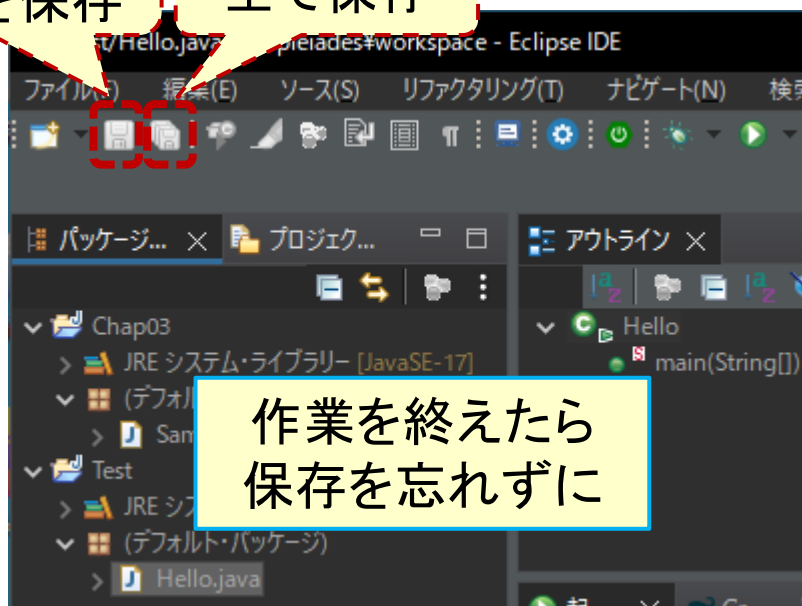 を保存
全て保存
t/Hello.java
pleiades¥workspace - Eclipse IDE
ファイル(F) 編集(E) ソース(S) リファクタリング(T) ナビゲート(N) 検索
パッケージ... プロジェク...
アウトライン
Chap03
JRE システム・ライブラリー [JavaSE-17]
(デフォル
Sam
Test
JRE シス
(デフォルト・パッケージ)
Hello.java
Hello
main(String[])
作業を終えたら
保存を忘れずに